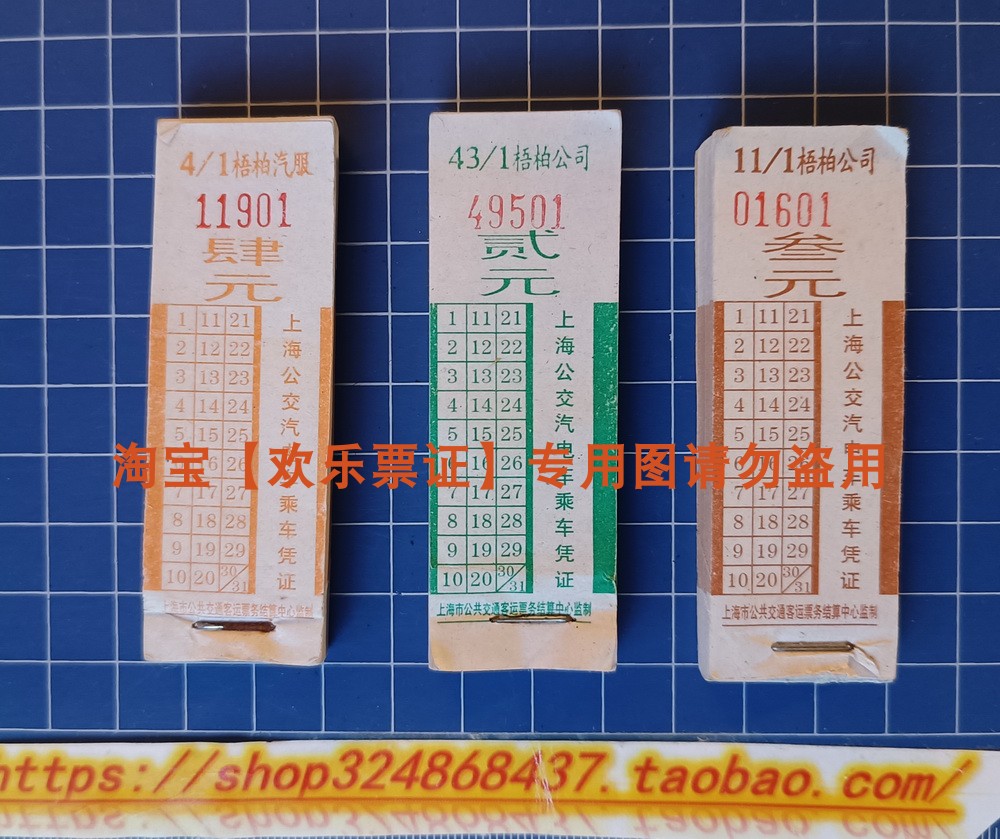 4/1梧柏汽服
11901
肆
元
1 11 21
2 12 22
3 13 23
4 14 24
5 15 25
6 26
7 17 27
8 18 28
9 19 29
10 20 30/31
上海公交汽乘车凭证
上海市公共交通客运票务结算中心监制
43/1梧柏公司
49501
贰
元
1 11 21
2 12 22
3 13 23
4 14 24
5 15 25
16 26
7 17 27
8 18 28
9 19 29
10 20 30/31
上海公交汽电车乘车凭证
上海市公共交通客运票务结算中心监制
11/1梧柏公司
01601
叁
元
1 11 21
2 12 22
3 13 23
4 14 24
5 15 25
6 16 26
7 17 27
8 18 28
9 19 29
10 20 30/31
上海公交汽电车乘车凭证
上海市公共交通客运票务结算中心监制
淘宝【欢乐票证】专用图请勿盗用
https://shop324868437.taobao.com/